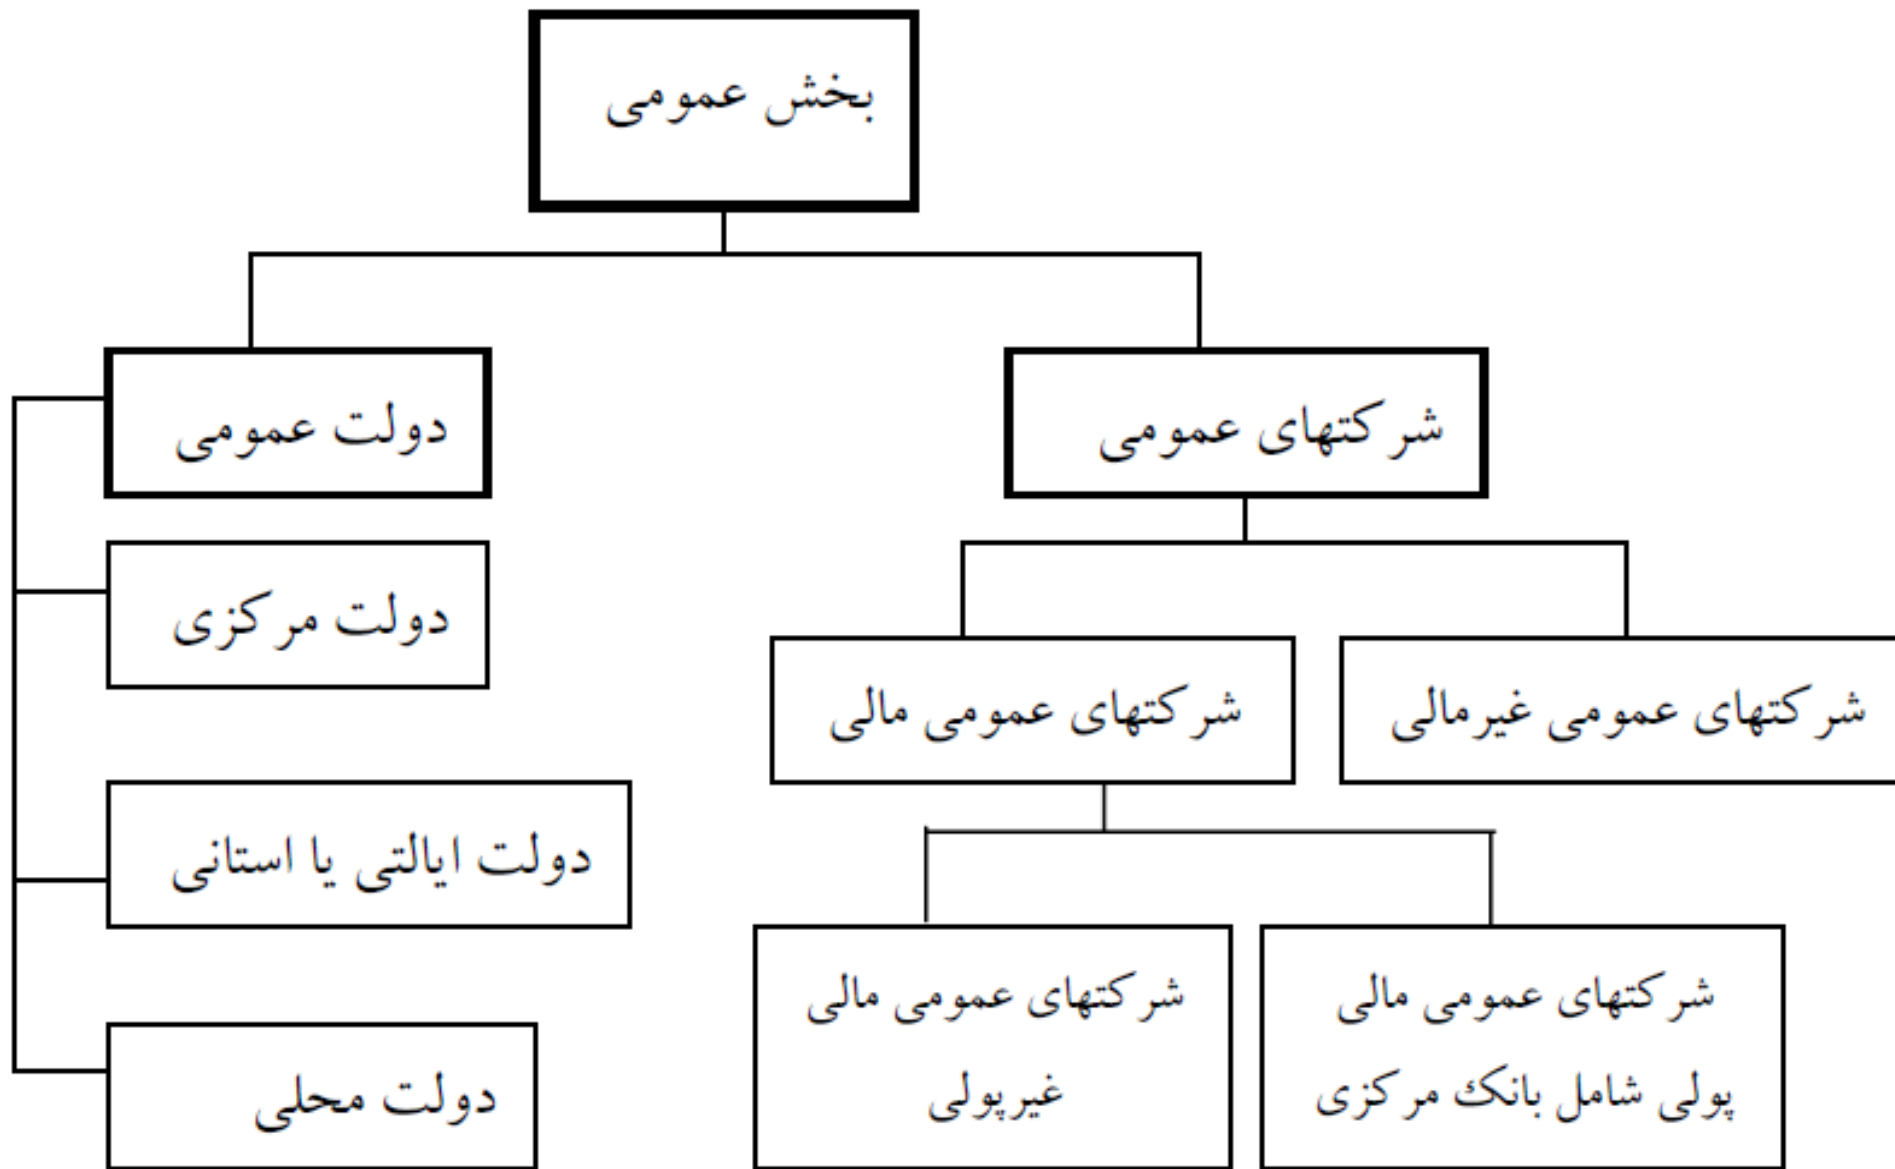 بخش عمومی
شرکتهای عمومی
دولت عمومی
دولت مرکزی
شرکتهای عمومی غیرمالی
شرکتهای عمومی مالی
دولت ایالتی یا استانی
شرکتهای عمومی مالی
پولی شامل بانک مرکزی
شرکتهای عمومی مالی
غیرپولی
دولت محلی